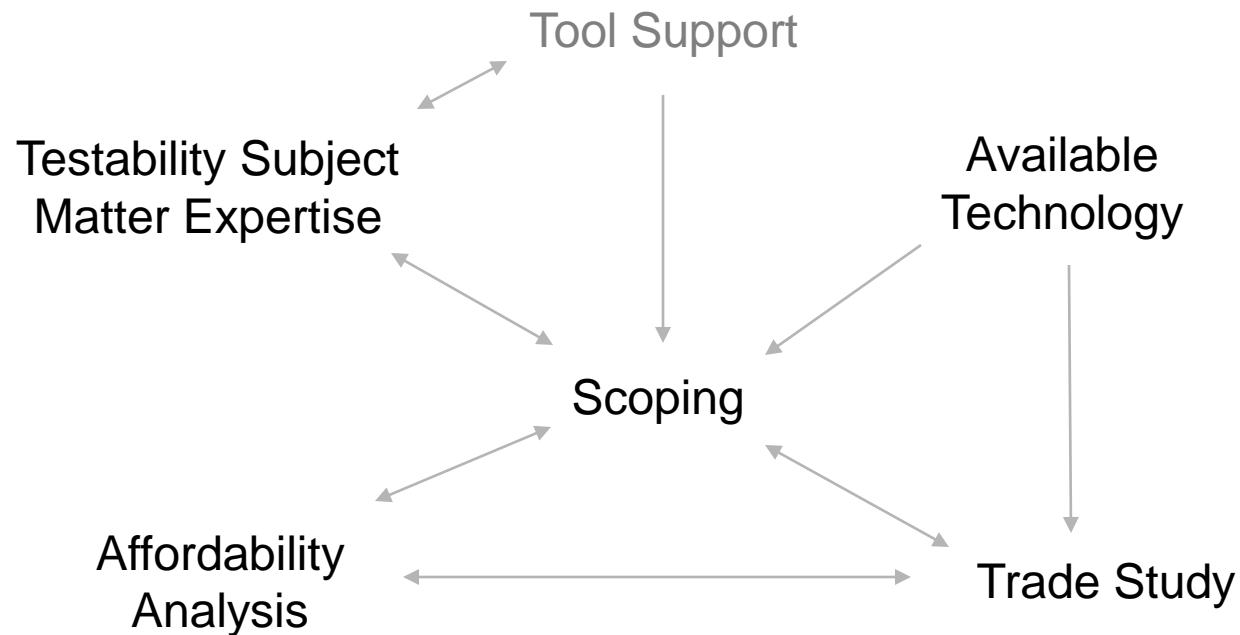 Tool Support
Testability Subject
Matter Expertise
Available
Technology
Scoping
Affordability
Analysis
Trade Study